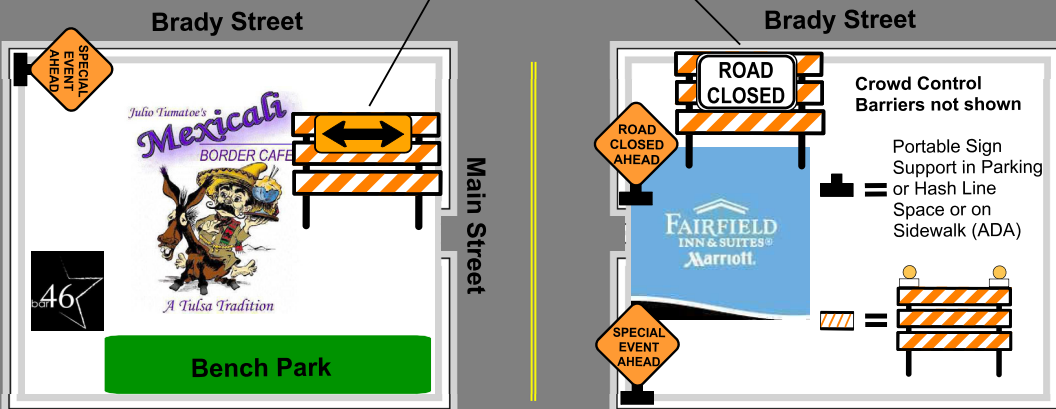 Brady Street
Brady Street
SPECIAL
EVENT
AHEAD
Julio Tumatoe's
Mexicali
BORDER CAFE
A Tulsa Tradition
bar46
Bench Park
Main Street
ROAD
CLOSED
ROAD
CLOSED
AHEAD
FAIRFIELD
INN & SUITES®
Marriott.
SPECIAL
EVENT
AHEAD
Crowd Control
Barriers not shown
Portable Sign
Support in Parking
or Hash Line
Space or on
Sidewalk (ADA)